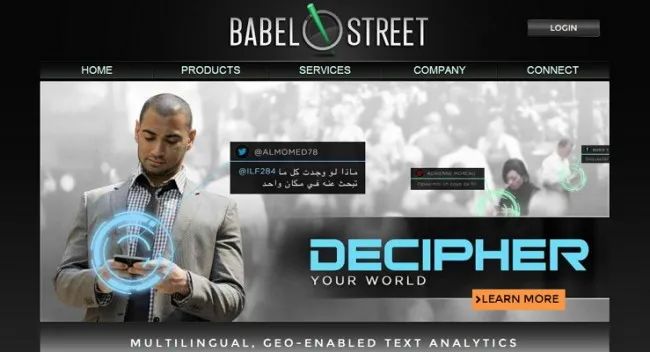 BABEL STREET
LOGIN
HOME PRODUCTS SERVICES COMPANY CONNECT
@ALMOMED78
@ILF284 ماذا لو وجدت كل ما
تبحث عنه في مكان واحد
DECIPHER
YOUR WORLD
LEARN MORE
MULTILINGUAL, GEO-ENABLED TEXT ANALYTICS